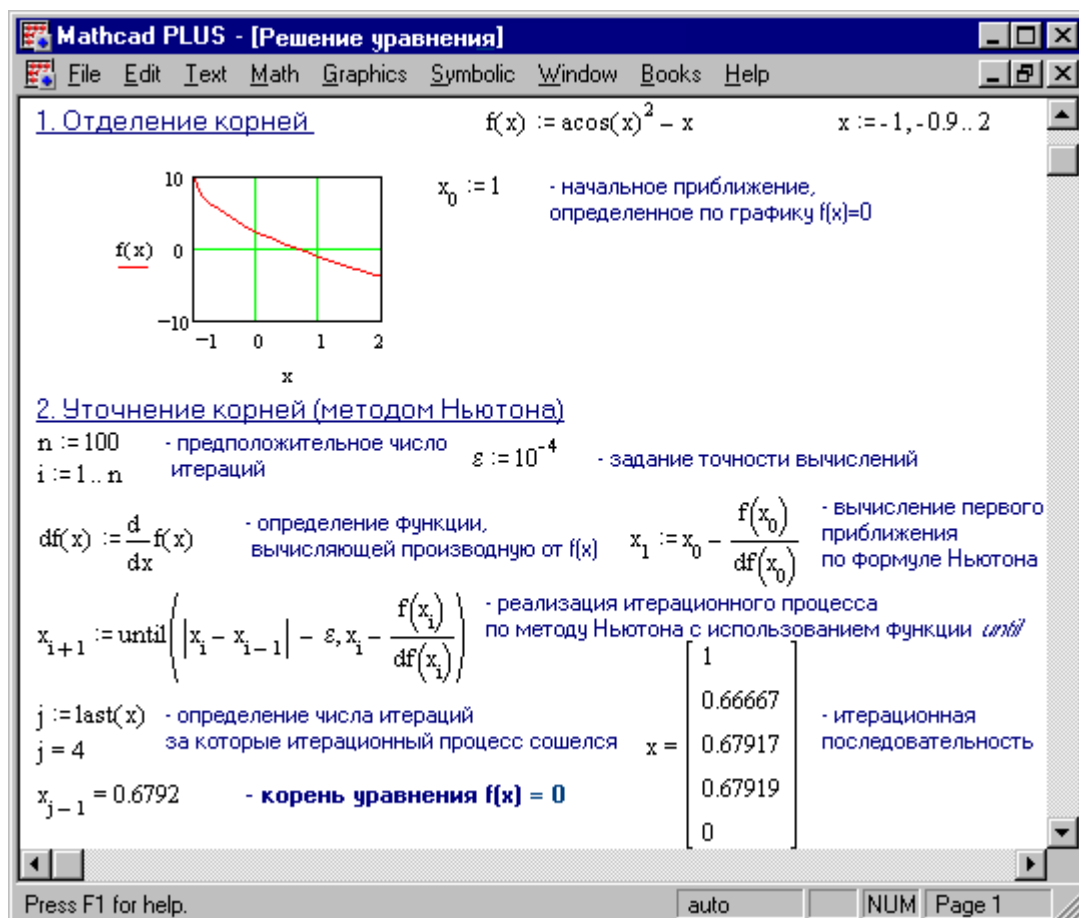 Mathcad PLUS - [Решение уравнения]
File Edit Text Math Graphics Symbolic Window Books Help
1. Отделение корней
f(x) := acos(x)² − x
x := -1, -0.9 .. 2
10
f(x) 0
−10
−1 0 1 2
x
x₀ := 1
- начальное приближение,
определенное по графику f(x)=0
2. Уточнение корней (методом Ньютона)
n := 100
i := 1 .. n
- предположительное число
итераций
ε := 10⁻⁴
- задание точности вычислений
df(x) := d/dx f(x)
- определение функции,
вычисляющей производную от f(x)
x₁ := x₀ − f(x₀)/df(x₀)
- вычисление первого
приближения
по формуле Ньютона
xᵢ₊₁ := until(|xᵢ − xᵢ₋₁| − ε, xᵢ − f(xᵢ)/df(xᵢ))
- реализация итерационного процесса
по методу Ньютона с использованием функции until
j := last(x)
j = 4
- определение числа итераций
за которые итерационный процесс сошелся
x =
1
0.66667
0.67917
0.67919
0
- итерационная
последовательность
x_{j−1} = 0.6792
- корень уравнения f(x) = 0
Press F1 for help.
auto
NUM
Page 1